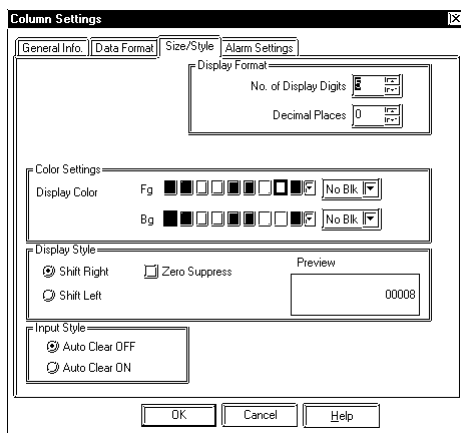 Column Settings
General Info. Data Format Size/Style Alarm Settings
Display Format
No. of Display Digits
Decimal Places 0
Color Settings
Display Color Fg No Blk
Bg No Blk
Display Style
Shift Right Zero Suppress Preview
Shift Left 00008
Input Style
Auto Clear OFF
Auto Clear ON
OK Cancel Help